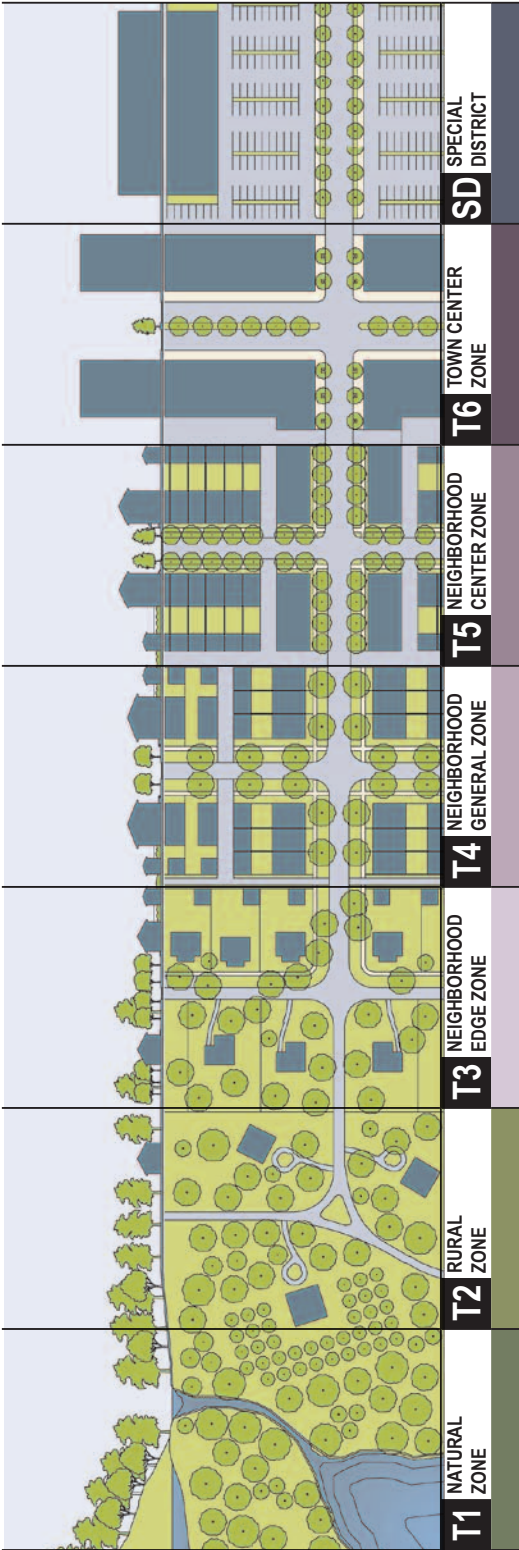 T1 NATURAL
ZONE
T2 RURAL
ZONE
T3 NEIGHBORHOOD
EDGE ZONE
T4 NEIGHBORHOOD
GENERAL ZONE
T5 NEIGHBORHOOD
CENTER ZONE
T6 TOWN CENTER
ZONE
SD SPECIAL
DISTRICT